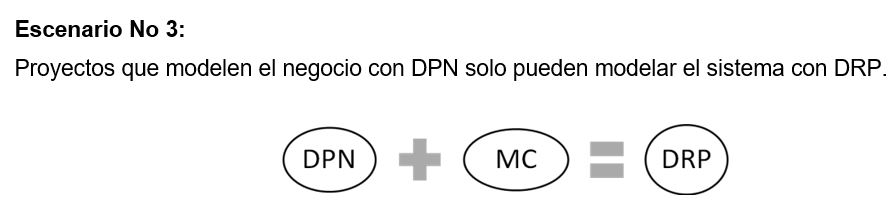 Escenario No 3:
Proyectos que modelen el negocio con DPN solo pueden modelar el sistema con DRP.
DPN + MC = DRP